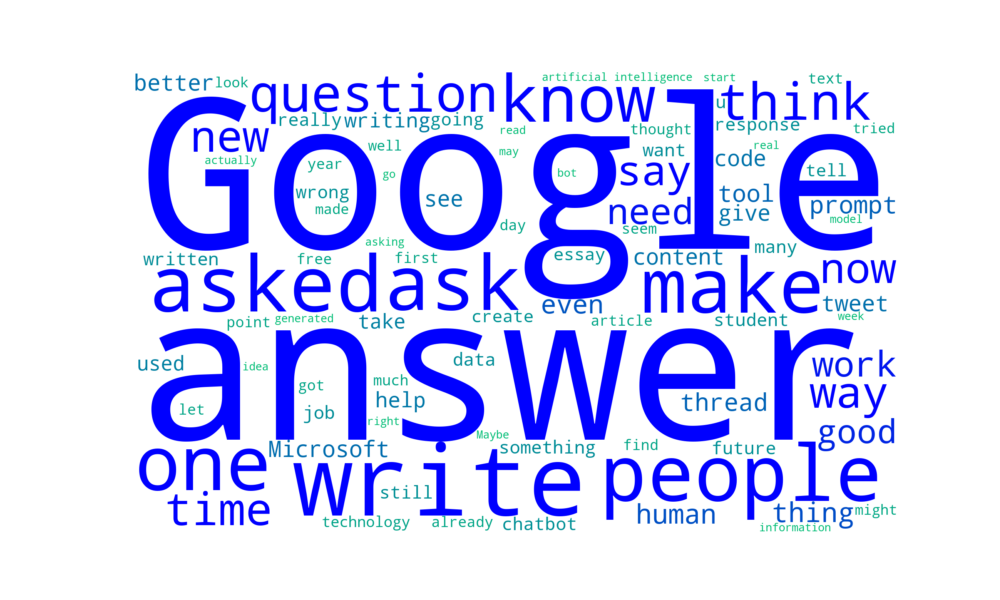 artificial intelligence start text
better look question know think
Google
new really writing going read u response tried
actually year well may thought want real
go bot say code tell
wrong made see need tool give prompt
day seem model
asking essay content many
written free first
asked ask make now
even tweet
point generated take create article student week
answer
used idea data work
got much help way
let job right thread
Maybe good
Microsoft something find future
one write people
time still human thing might
technology already chatbot information